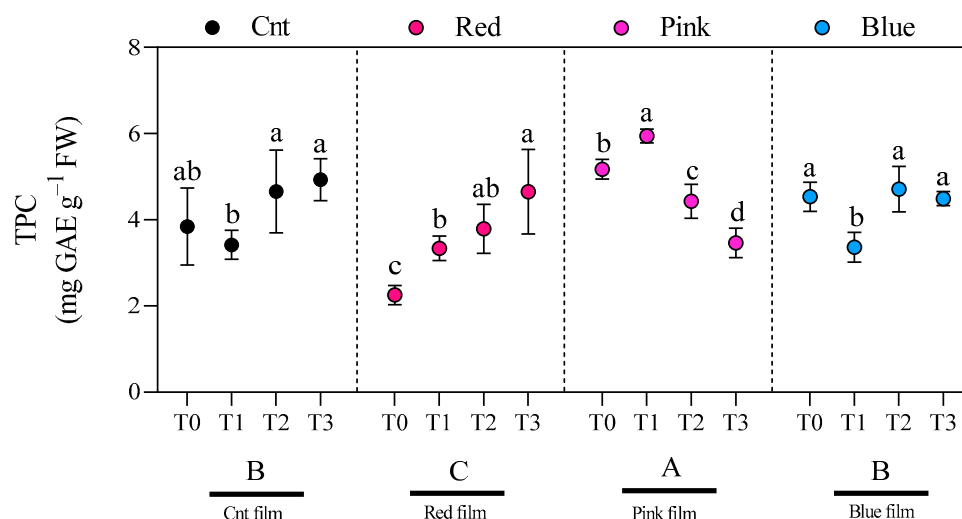 Cnt Red Pink Blue
TPC
(mg GAE g⁻¹ FW)
8
6
4
2
0
ab b a a
c b ab a
b a c d
a b a a
T0 T1 T2 T3 T0 T1 T2 T3 T0 T1 T2 T3 T0 T1 T2 T3
B C A B
Cnt film Red film Pink film Blue film